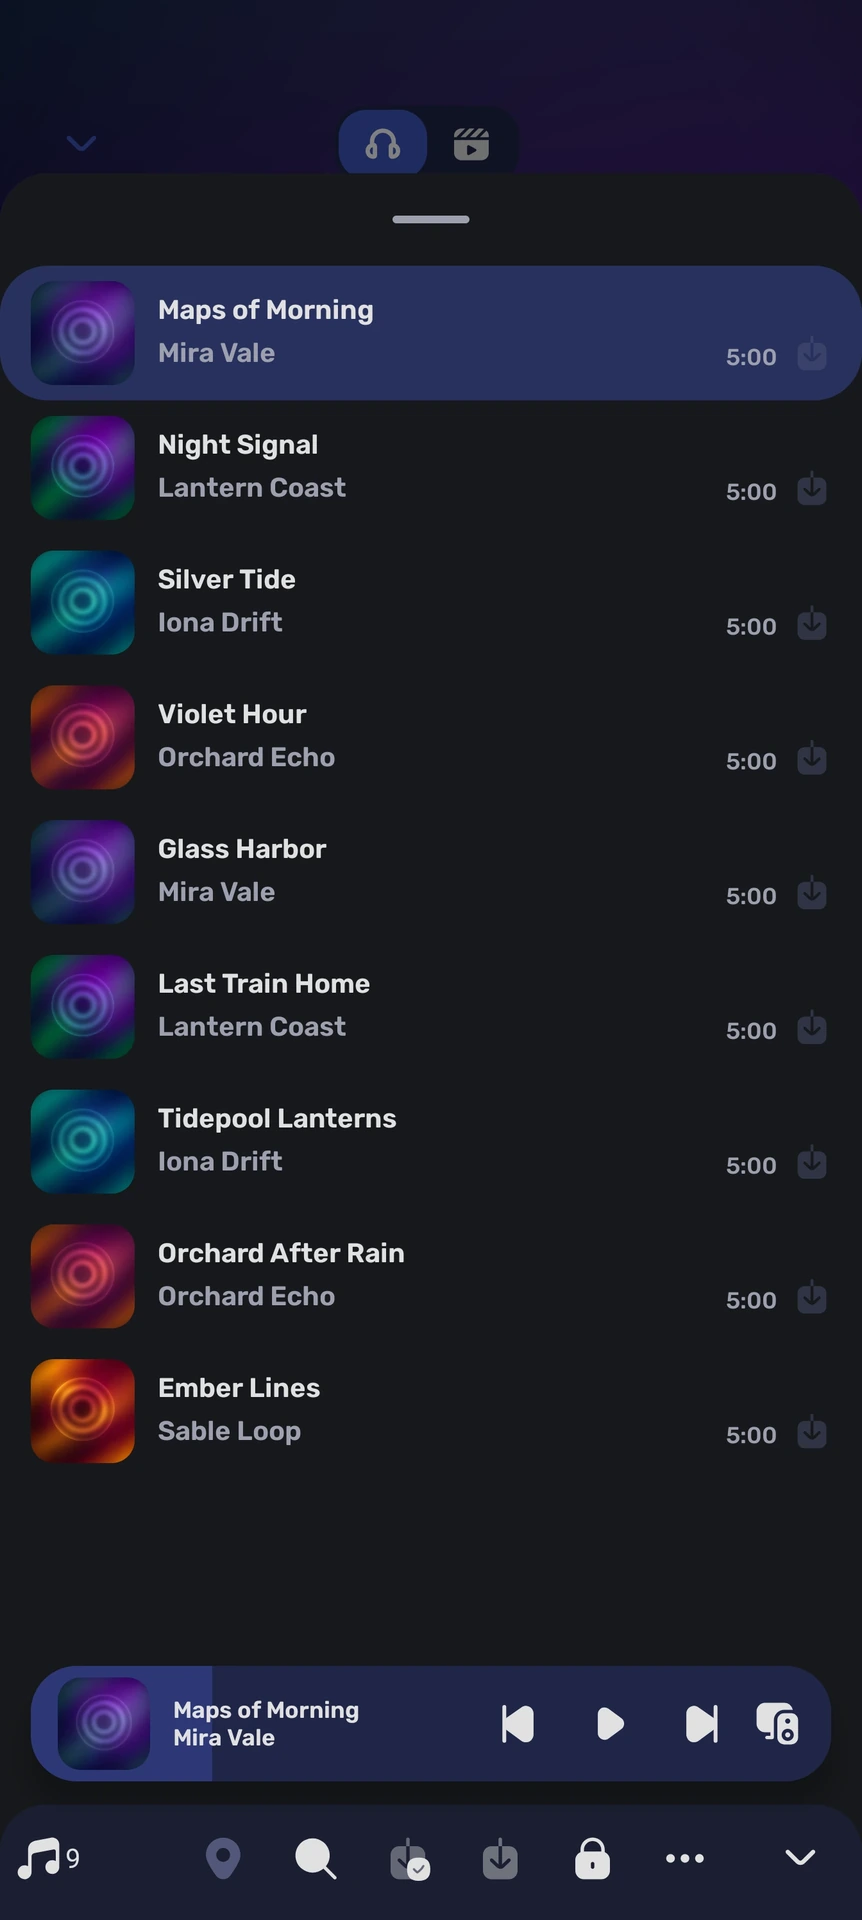 Maps of Morning
Mira Vale
5:00
Night Signal
Lantern Coast
5:00
Silver Tide
Iona Drift
5:00
Violet Hour
Orchard Echo
5:00
Glass Harbor
Mira Vale
5:00
Last Train Home
Lantern Coast
5:00
Tidepool Lanterns
Iona Drift
5:00
Orchard After Rain
Orchard Echo
5:00
Ember Lines
Sable Loop
5:00
Maps of Morning
Mira Vale
9